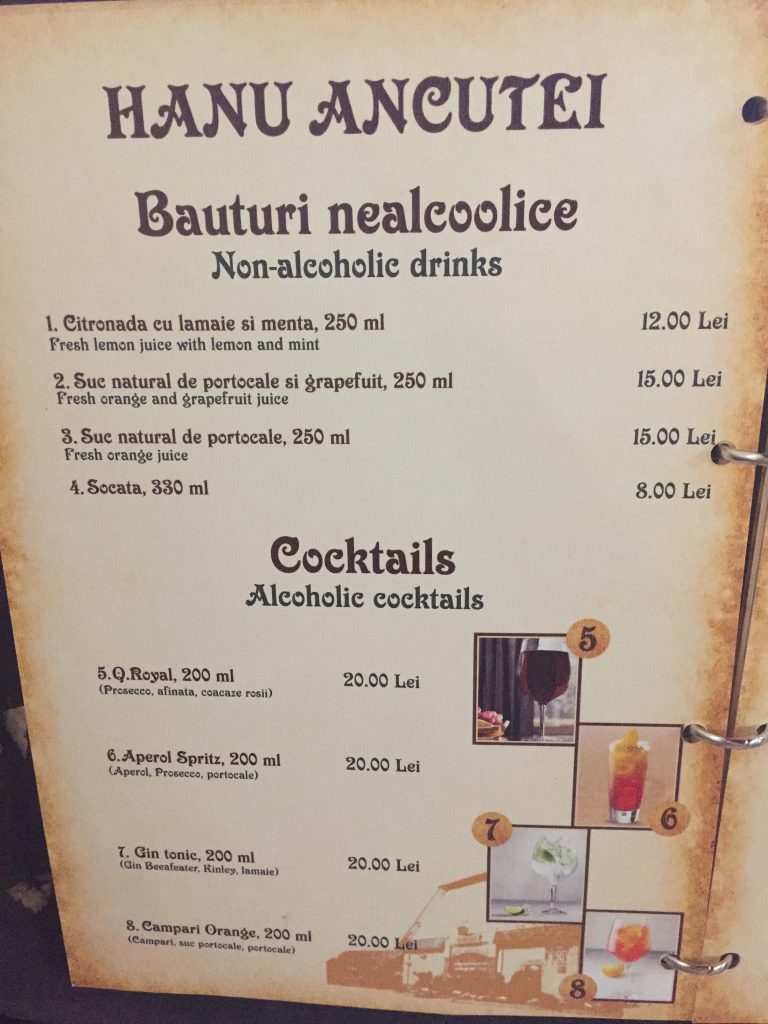 HANU ANCUTEI
Bauturi nealcoolice
Non-alcoholic drinks
1. Citronada cu lamaie si menta, 250 ml 12.00 Lei
Fresh lemon juice with lemon and mint
2. Suc natural de portocale si grapefuit, 250 ml 15.00 Lei
Fresh orange and grapefruit juice
3. Suc natural de portocale, 250 ml 15.00 Lei
Fresh orange juice
4. Socata, 330 ml 8.00 Lei
Cocktails
Alcoholic cocktails
5
5.Q.Royal, 200 ml 20.00 Lei
(Prosecco, afinata, coacaze rosii)
6.Aperol Spritz, 200 ml 20.00 Lei
(Aperol, Prosecco, portocale)
6
7
7. Gin tonic, 200 ml 20.00 Lei
(Gin Beeafeater, Kinley, lamaie)
8. Campari Orange, 200 ml 20.00 Lei
(Campari, suc portocale, portocale)
8